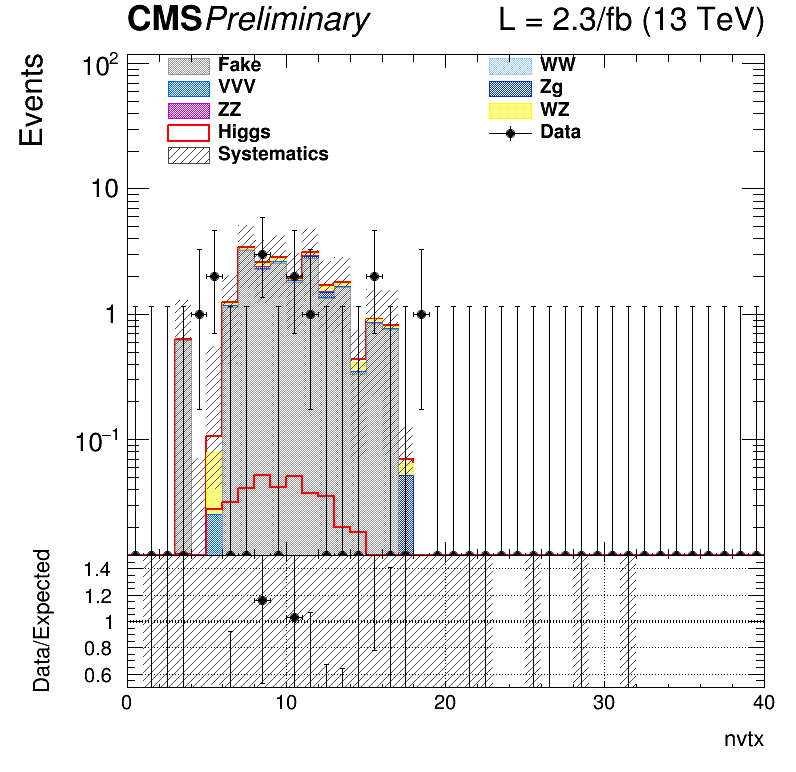 CMS Preliminary L = 2.3/fb (13 TeV)
Events
Fake WW
VVV Zg
ZZ WZ
Higgs Data
Systematics
10²
10
1
10⁻¹
Data/Expected
1.4
1.2
1
0.8
0.6
0 10 20 30 40
nvtx